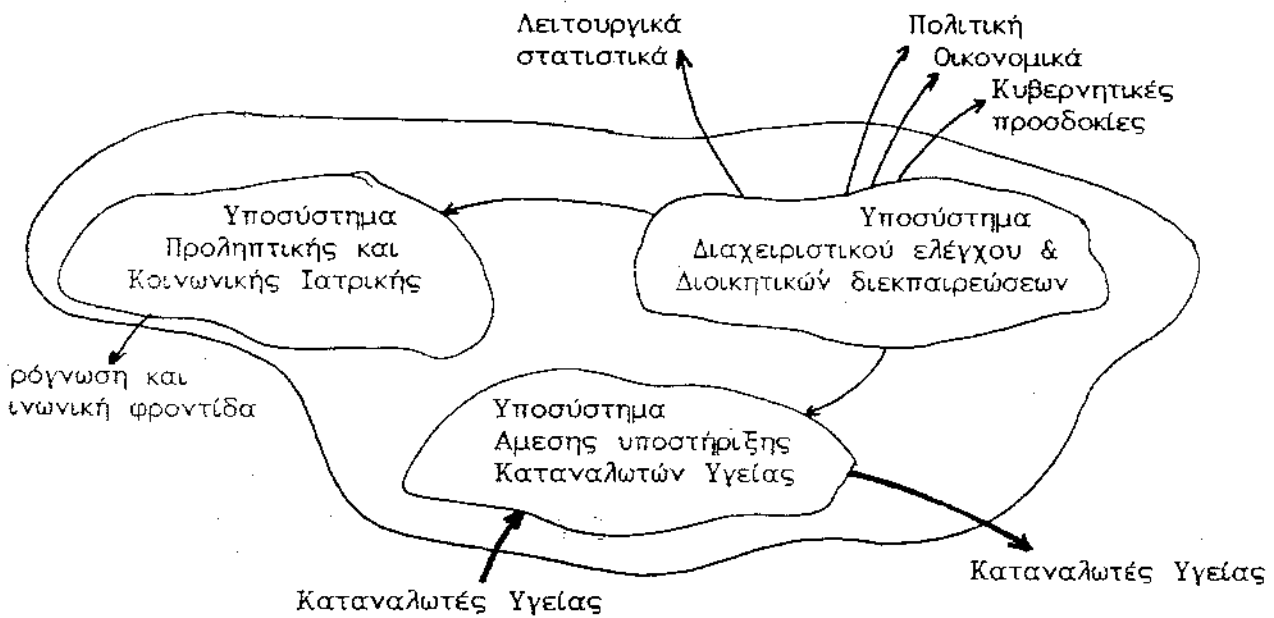 Λειτουργικά
στατιστικά
Πολιτική
Οικονομικά
Κυβερνητικές
προσδοκίες
Υποσύστημα
Προληπτικής και
Κοινωνικής Ιατρικής
Υποσύστημα
Διαχειριστικού ελέγχου &
Διοικητικών διεκπαιρεώσεων
ρόγνωση και
ινωνική φροντίδα
Υποσύστημα
Αμεσης υποστήριξης
Καταναλωτών Υγείας
Καταναλωτές Υγείας
Καταναλωτές Υγείας